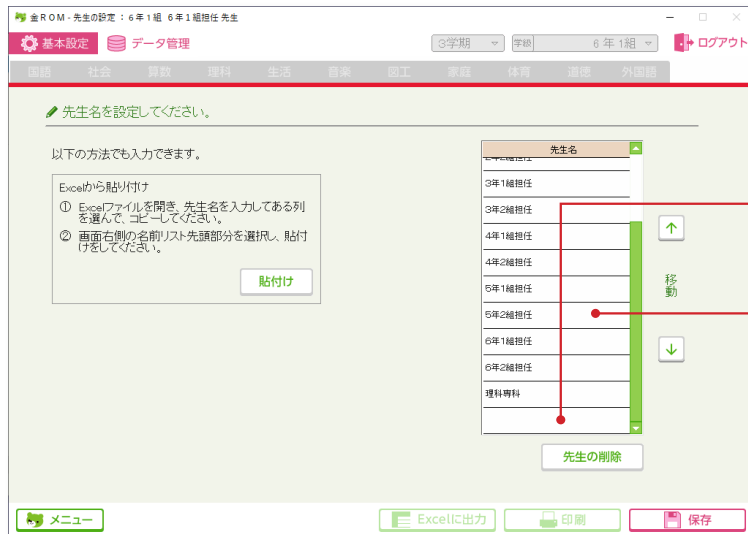 金ROM - 先生の設定 : 6年1組 6年1組担任 先生
基本設定 データ管理 3学期 学級 6年1組 ログアウト
国語 社会 算数 理科 生活 音楽 図工 家庭 体育 道徳 外国語
先生名を設定してください。
以下の方法でも入力できます。
Excelから貼り付け
① Excelファイルを開き、先生名を入力してある列
を選んで、コピーしてください。
② 画面右側の名前リスト先頭部分を選択し、貼付
けをしてください。
貼付け
先生名
3年1組担任
3年2組担任
4年1組担任
4年2組担任
5年1組担任
5年2組担任
6年1組担任
6年2組担任
理科専科
↑
移動
↓
先生の削除
メニュー Excelに出力 印刷 保存